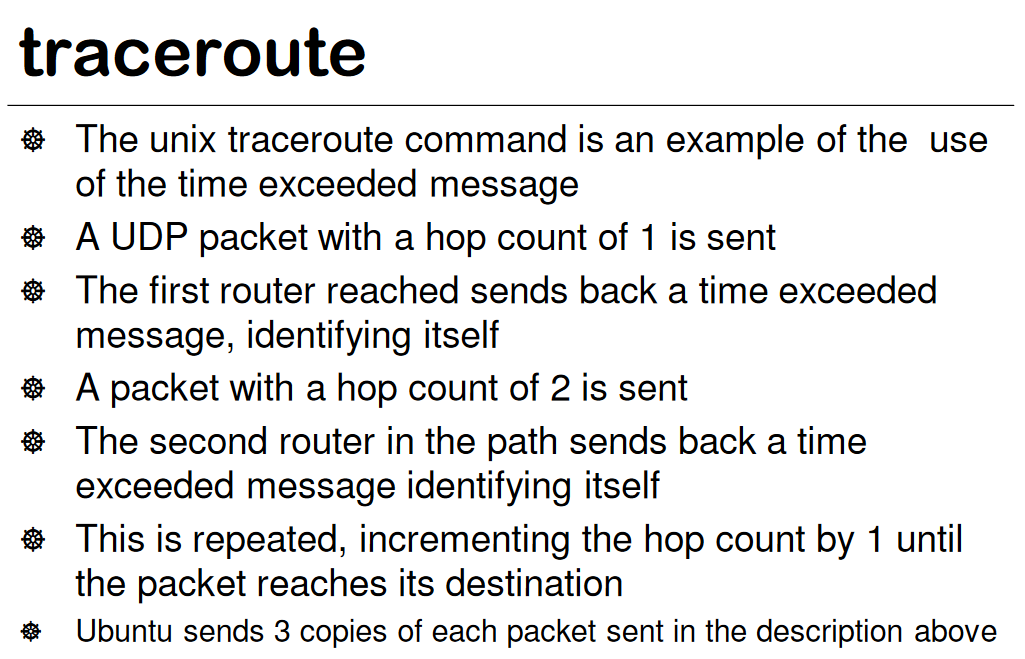 traceroute
The unix traceroute command is an example of the  use
of the time exceeded message
A UDP packet with a hop count of 1 is sent
The first router reached sends back a time exceeded
message, identifying itself
A packet with a hop count of 2 is sent
The second router in the path sends back a time
exceeded message identifying itself
This is repeated, incrementing the hop count by 1 until
the packet reaches its destination
Ubuntu sends 3 copies of each packet sent in the description above